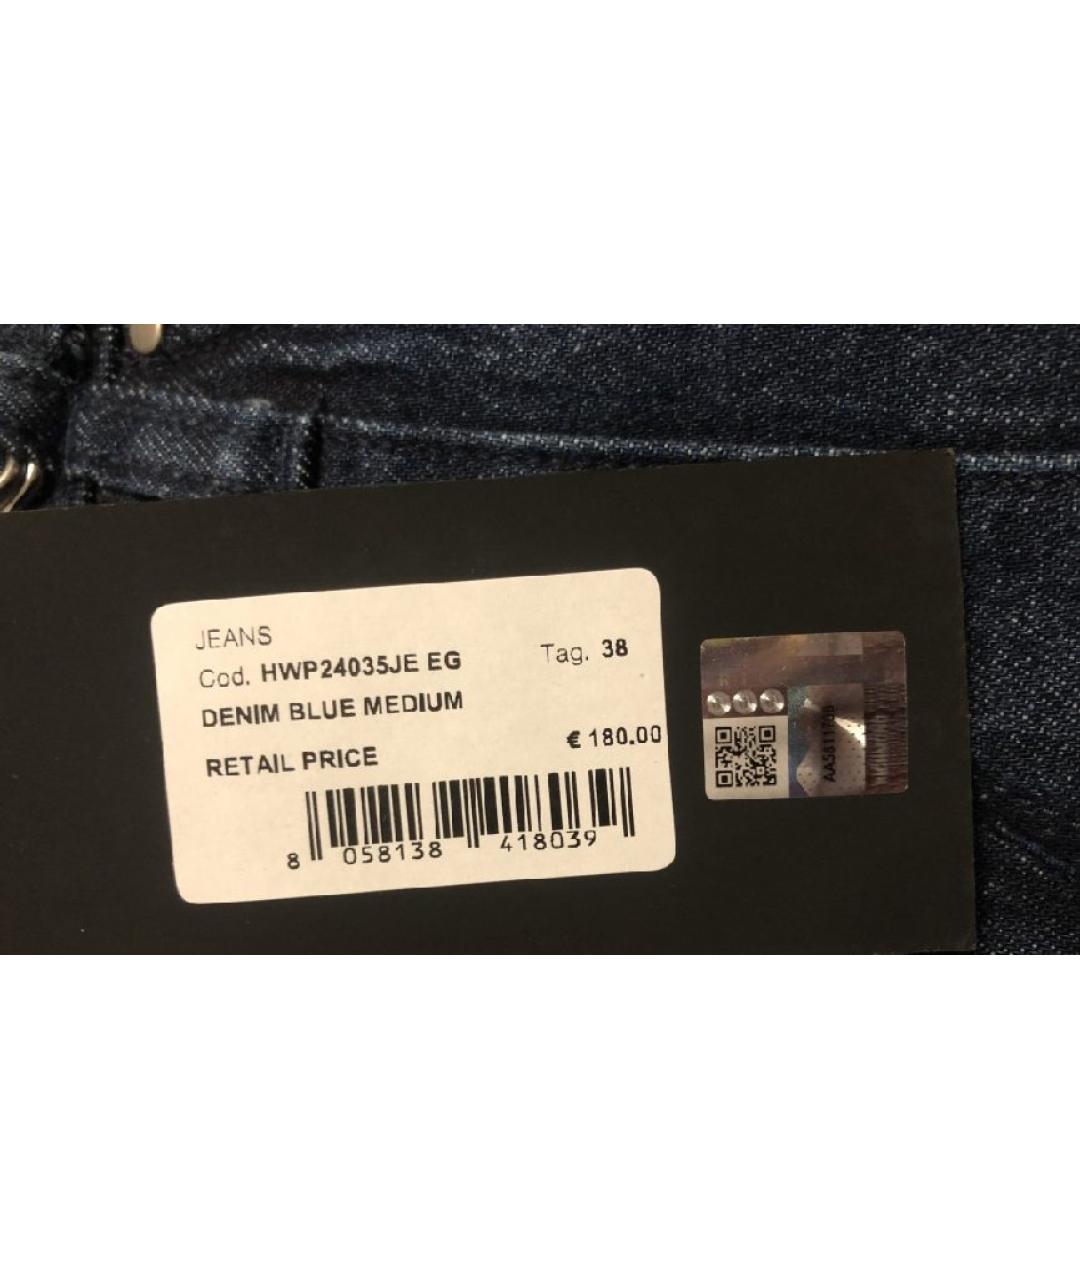 JEANS
Cod. HWP24035JE EG Tag. 38
DENIM BLUE MEDIUM
RETAIL PRICE € 180.00
8 058138 418039